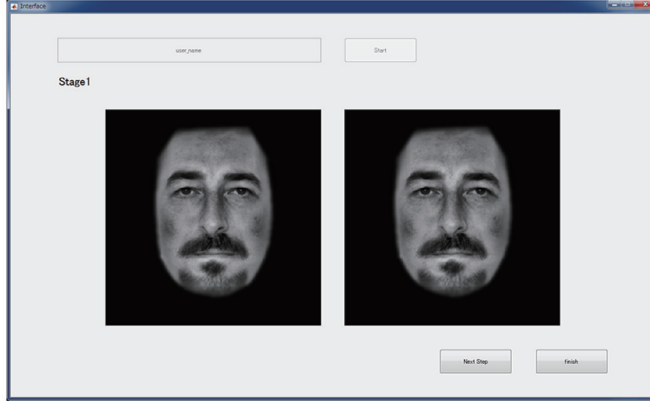 Interface
user_name
Start
Stage1
Next Step
finish